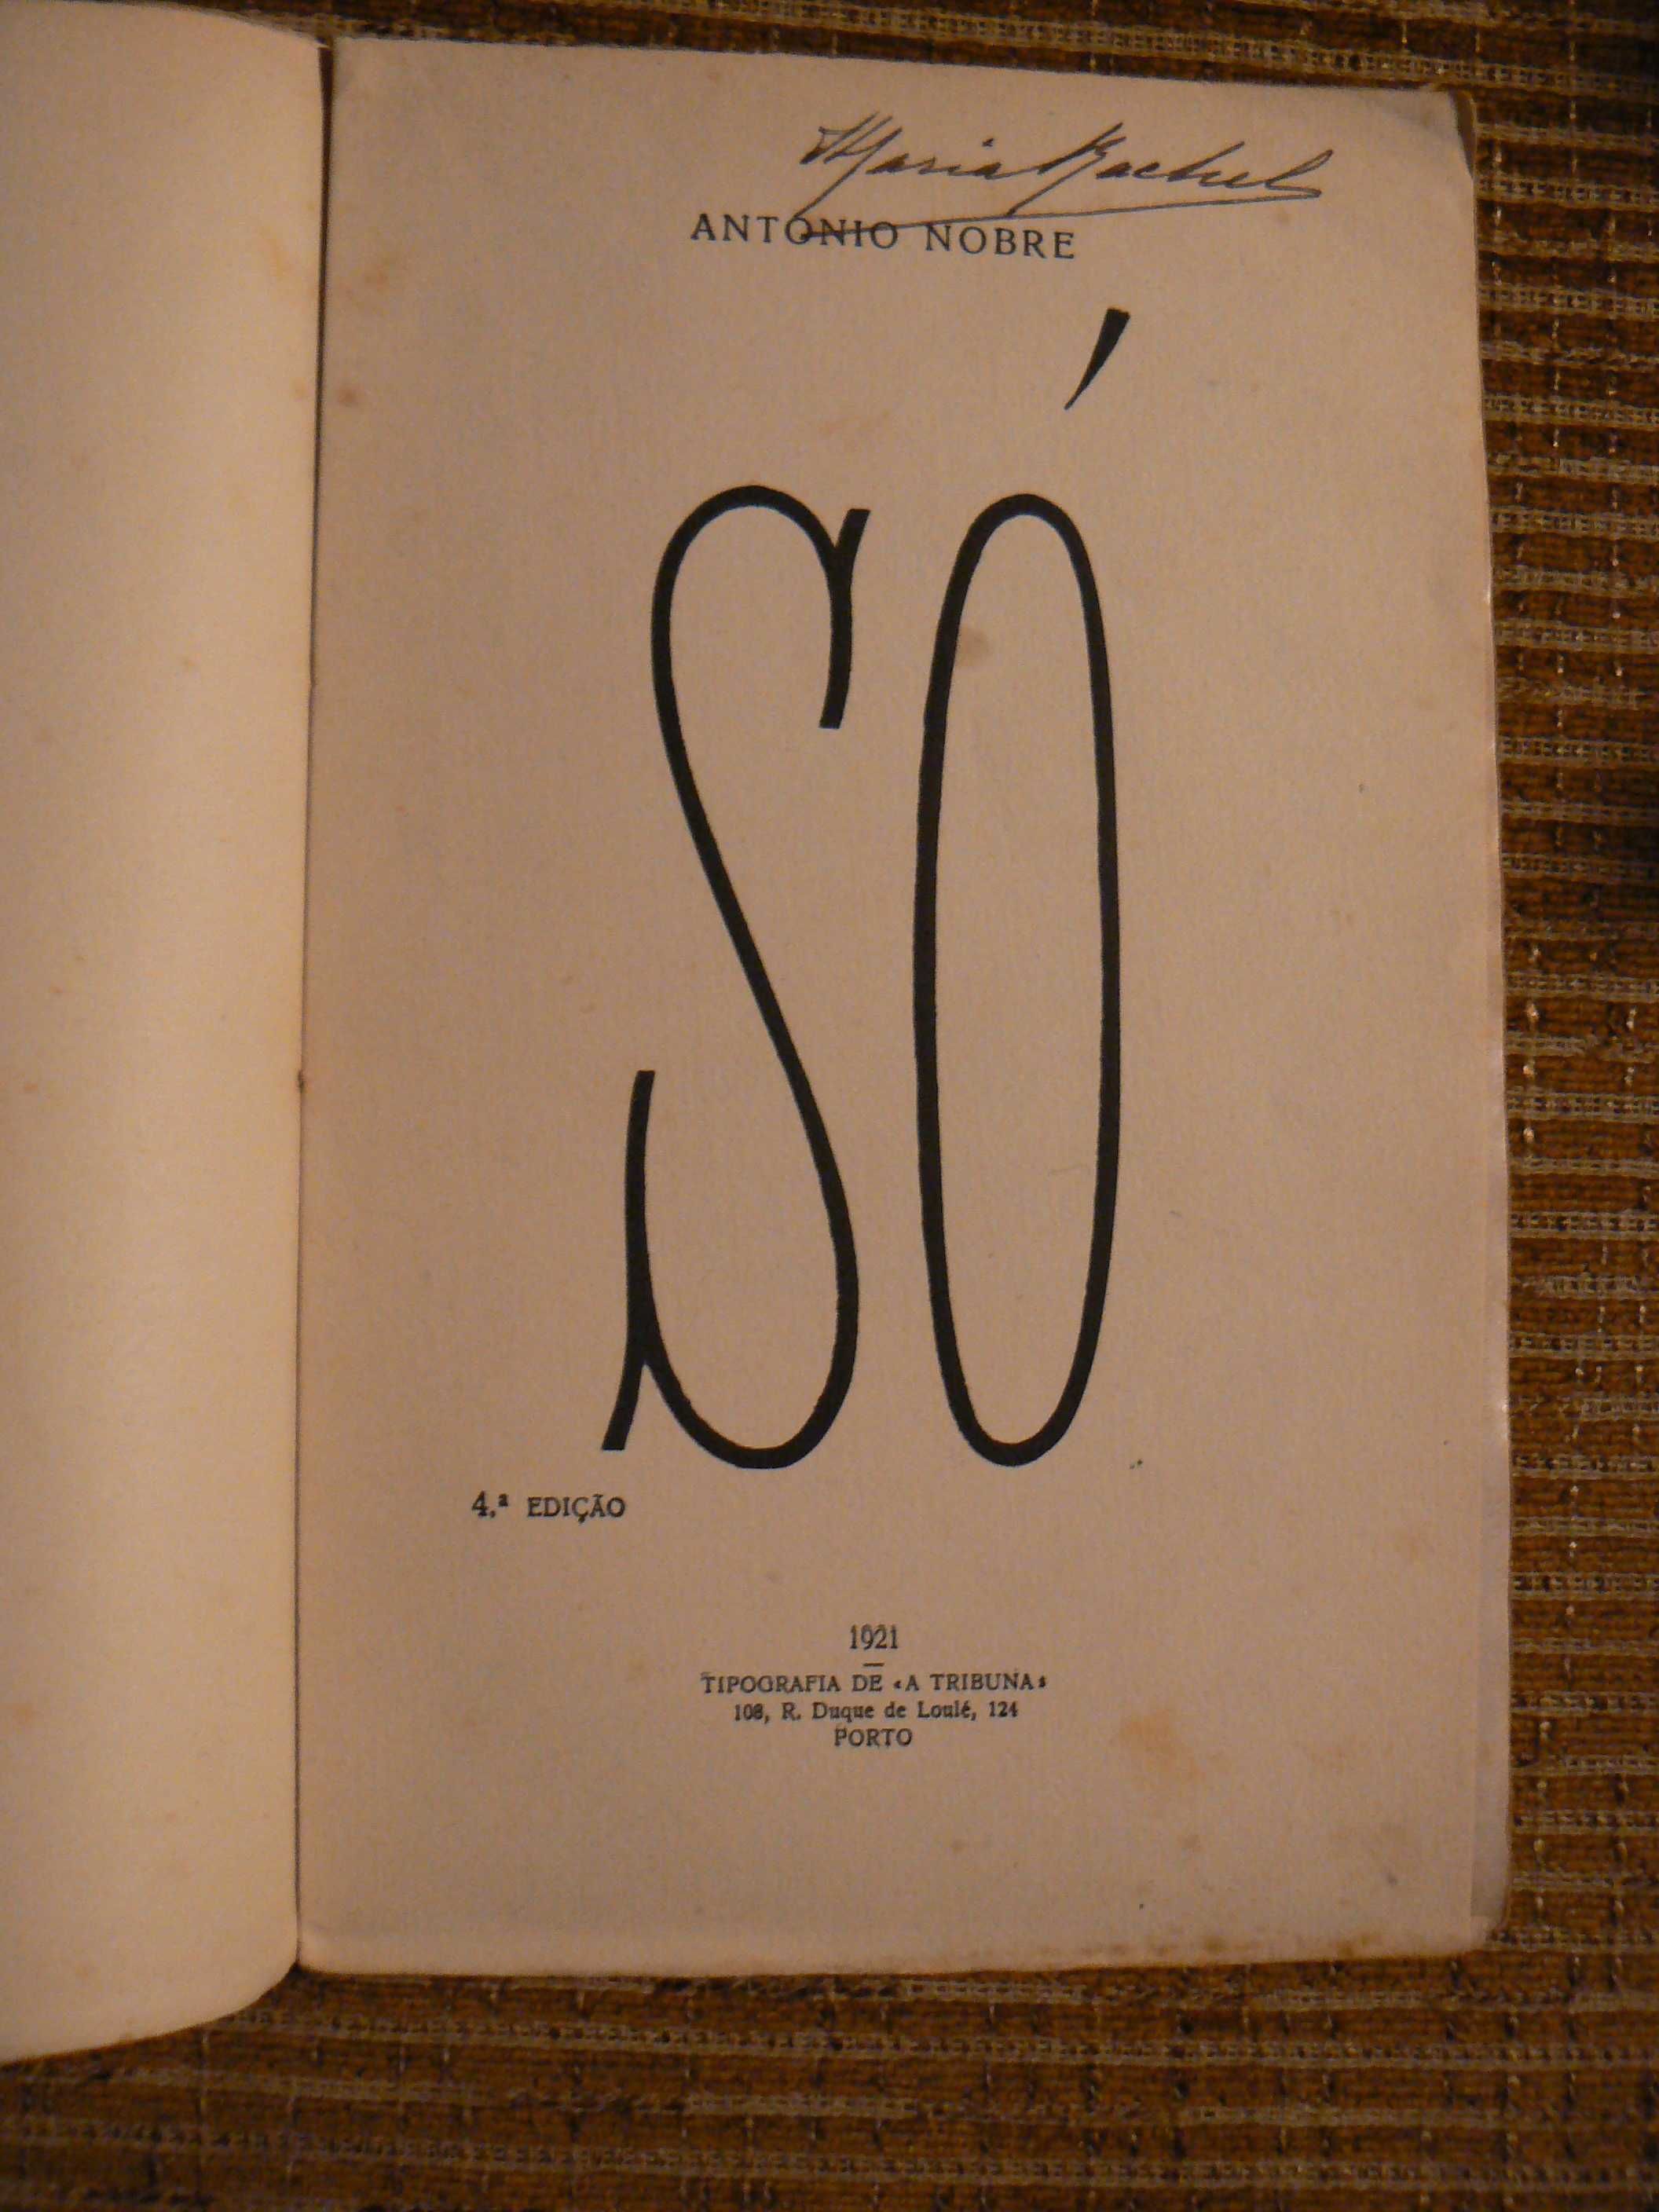 Maria Rachel
ANTONIO NOBRE
SÓ
4.ª EDIÇÃO
1921
TIPOGRAFIA DE «A TRIBUNA»
108, R. Duque de Loulé, 124
PORTO